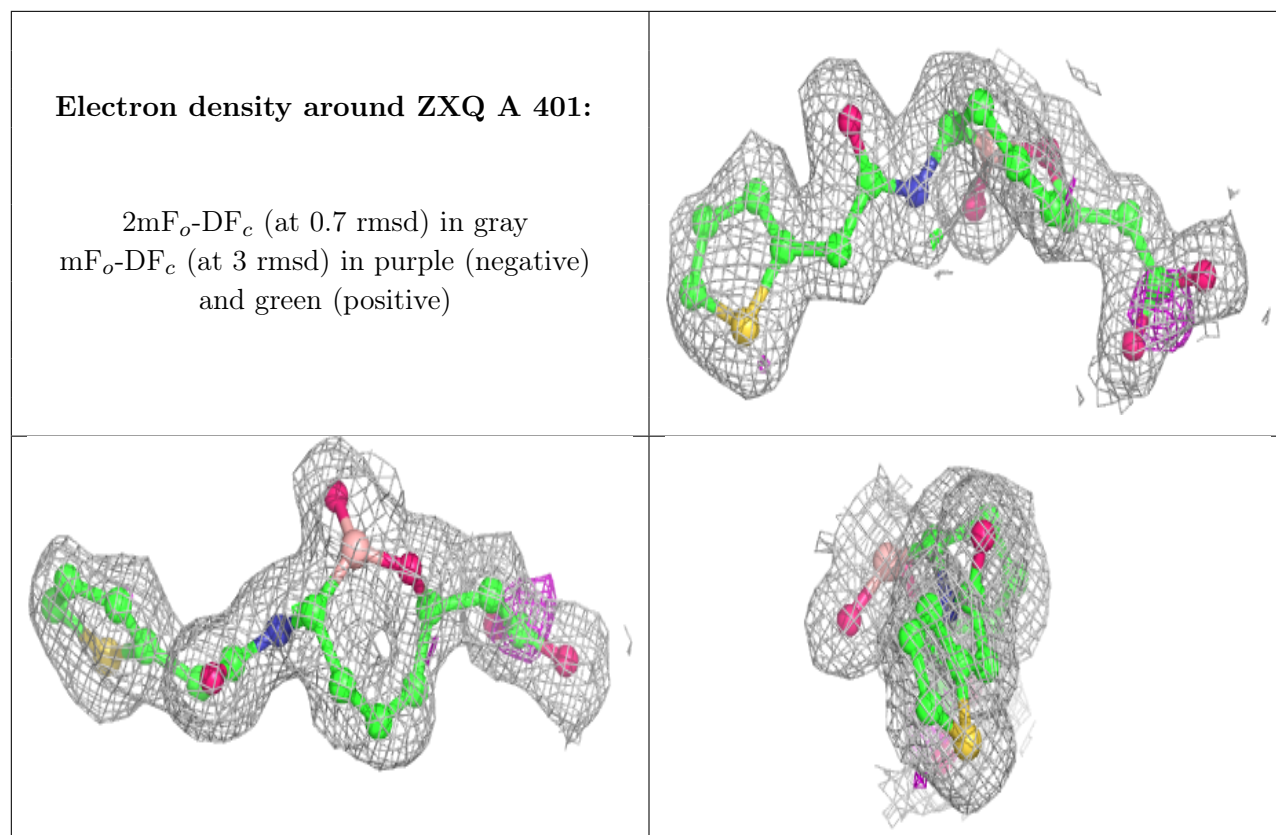 Electron density around ZXQ A 401:
2mFₒ-DF𝒸 (at 0.7 rmsd) in gray
mFₒ-DF𝒸 (at 3 rmsd) in purple (negative)
and green (positive)